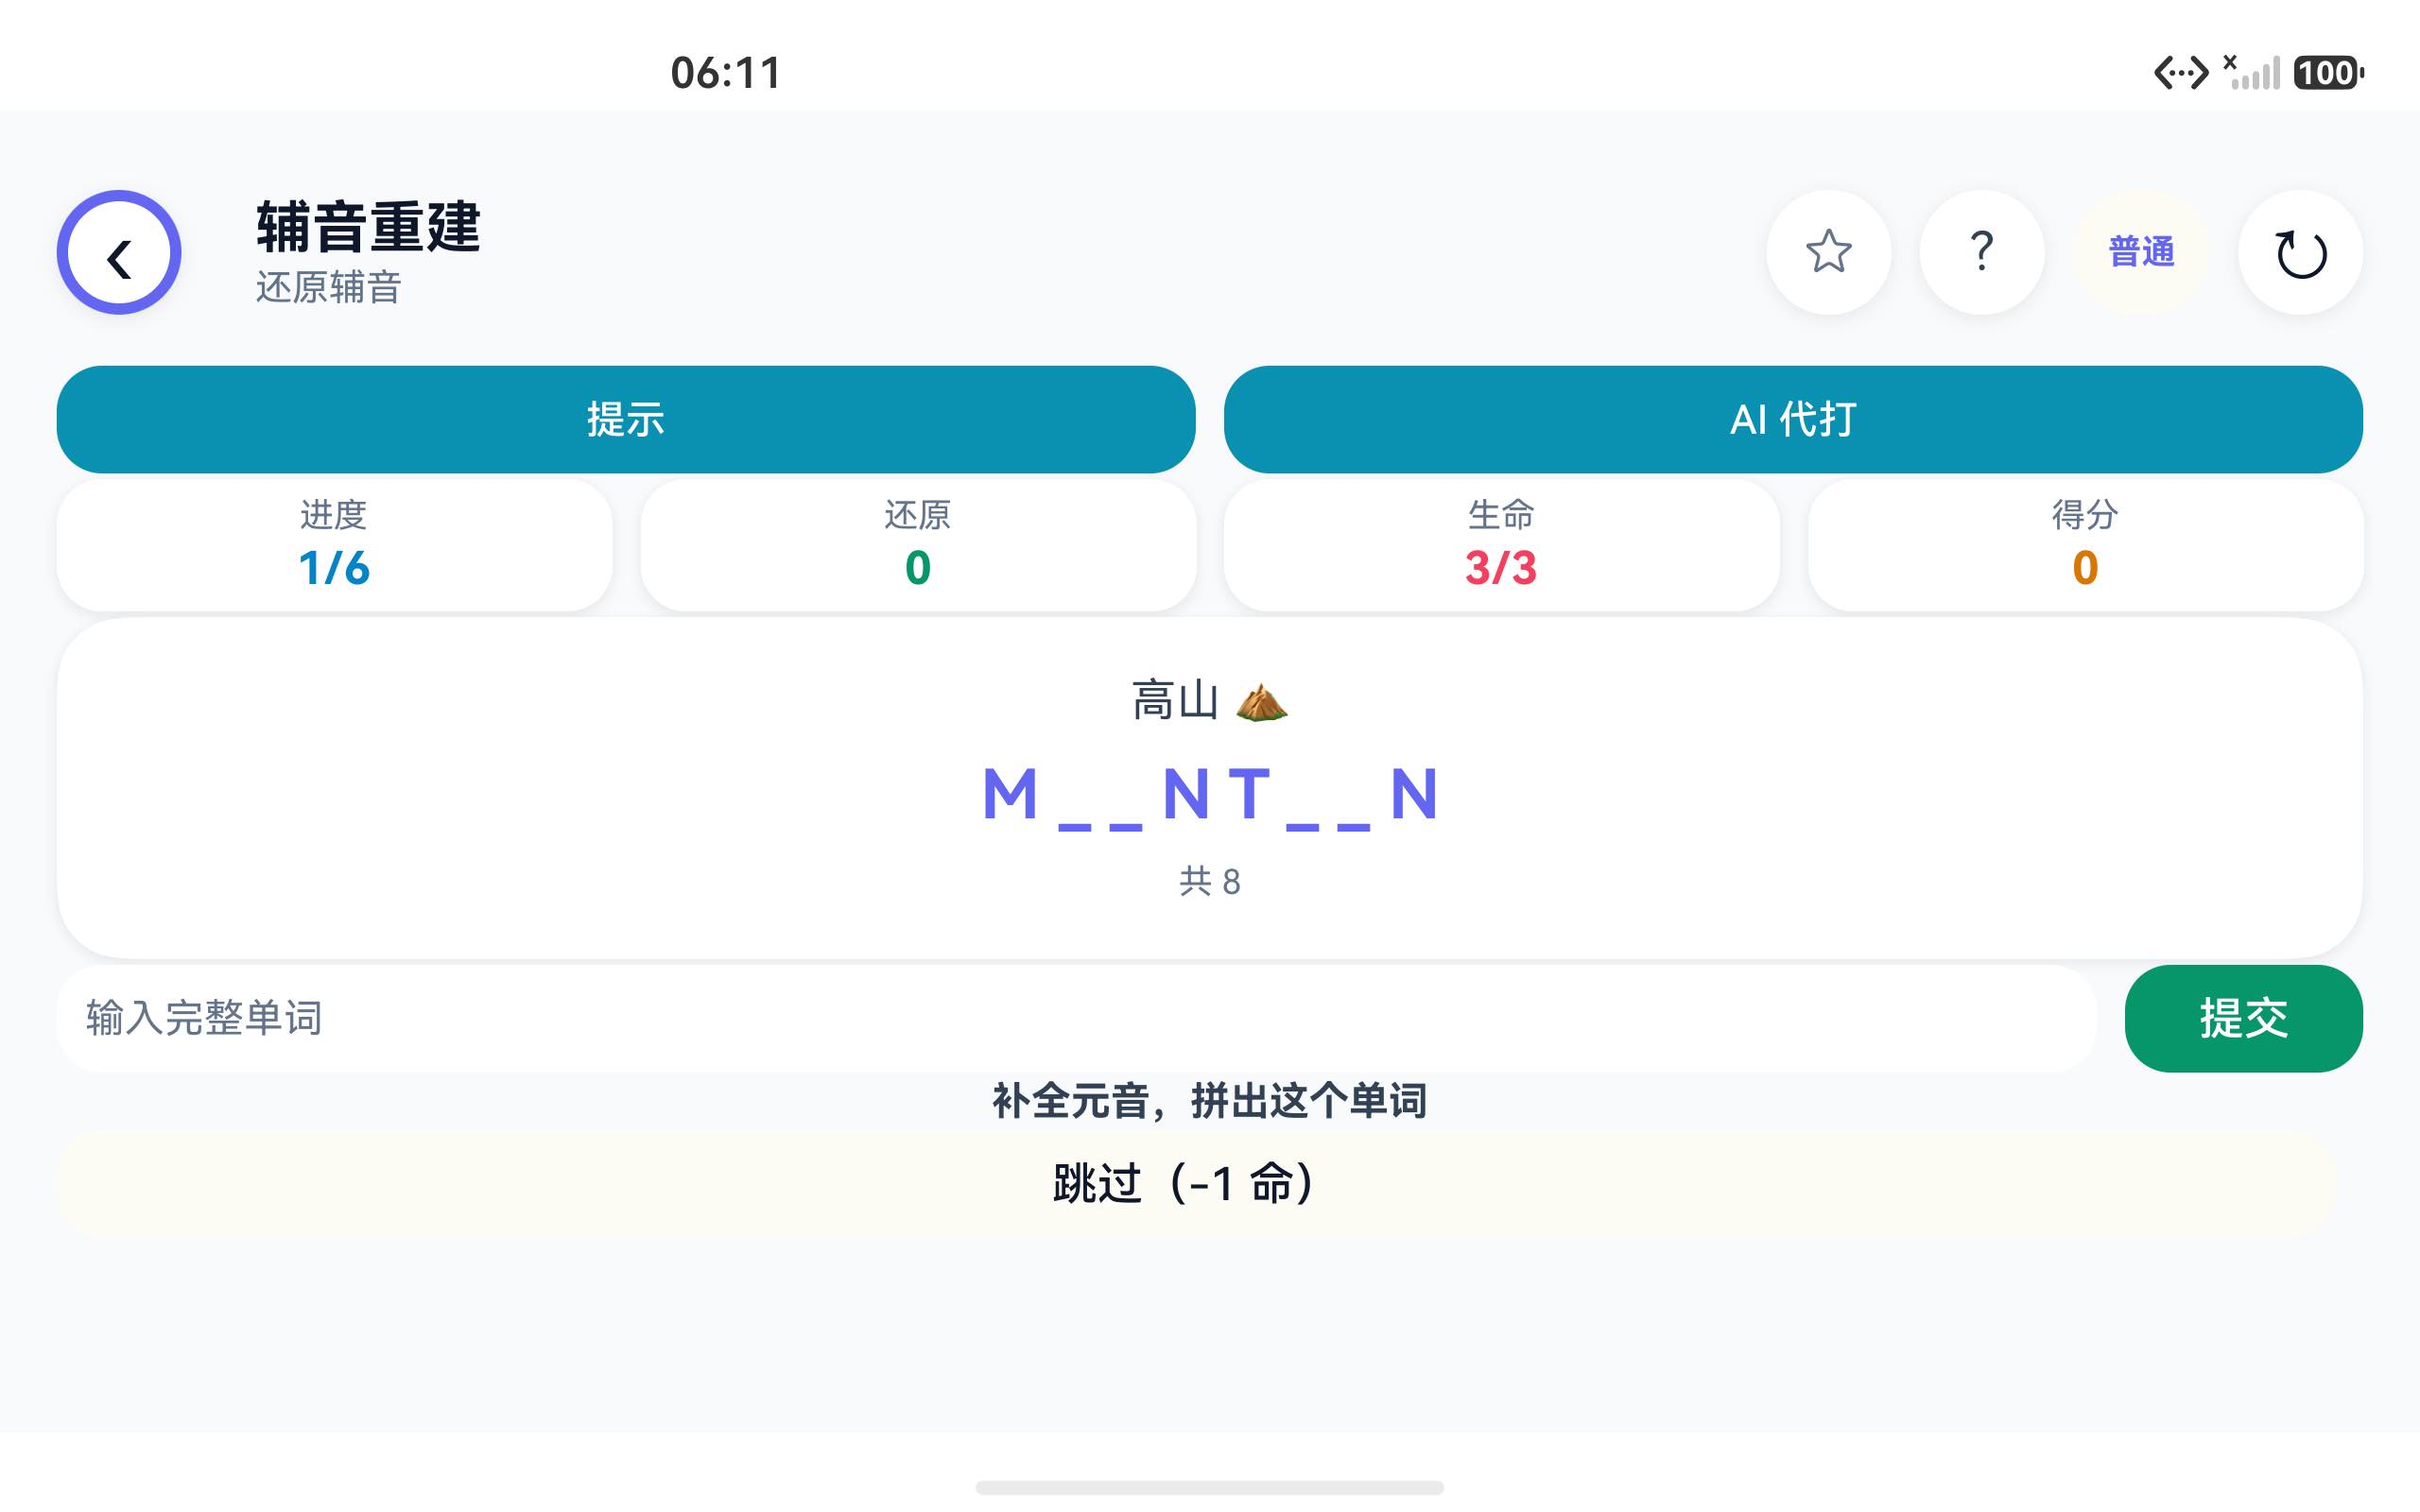 06:11
100
辅音重建
还原辅音
?
普通
提示
AI 代打
进度
1/6
还原
0
生命
3/3
得分
0
高山
M _ _ N T _ _ N
共 8
输入完整单词
提交
补全元音，拼出这个单词
跳过（-1 命）